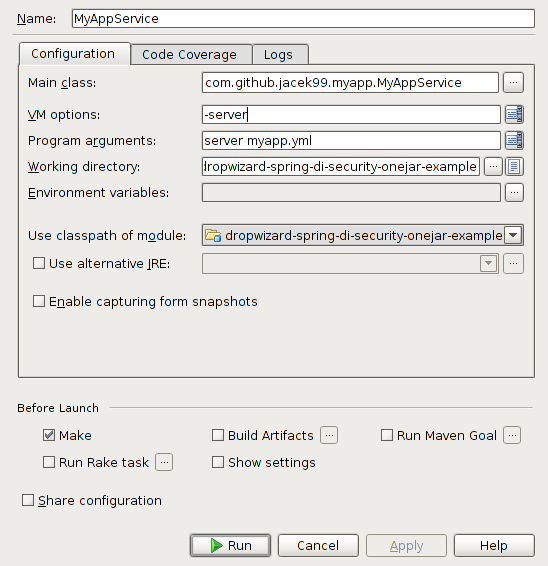 Name: MyAppService
Configuration Code Coverage Logs
Main class: com.github.jacek99.myapp.MyAppService ...
VM options: -server
Program arguments: server myapp.yml
Working directory: dropwizard-spring-di-security-onejar-example ...
Environment variables: ...
Use classpath of module: dropwizard-spring-di-security-onejar-example
Use alternative JRE: ...
Enable capturing form snapshots
Before Launch
Make Build Artifacts ... Run Maven Goal ...
Run Rake task ... Show settings
Share configuration
Run Cancel Apply Help